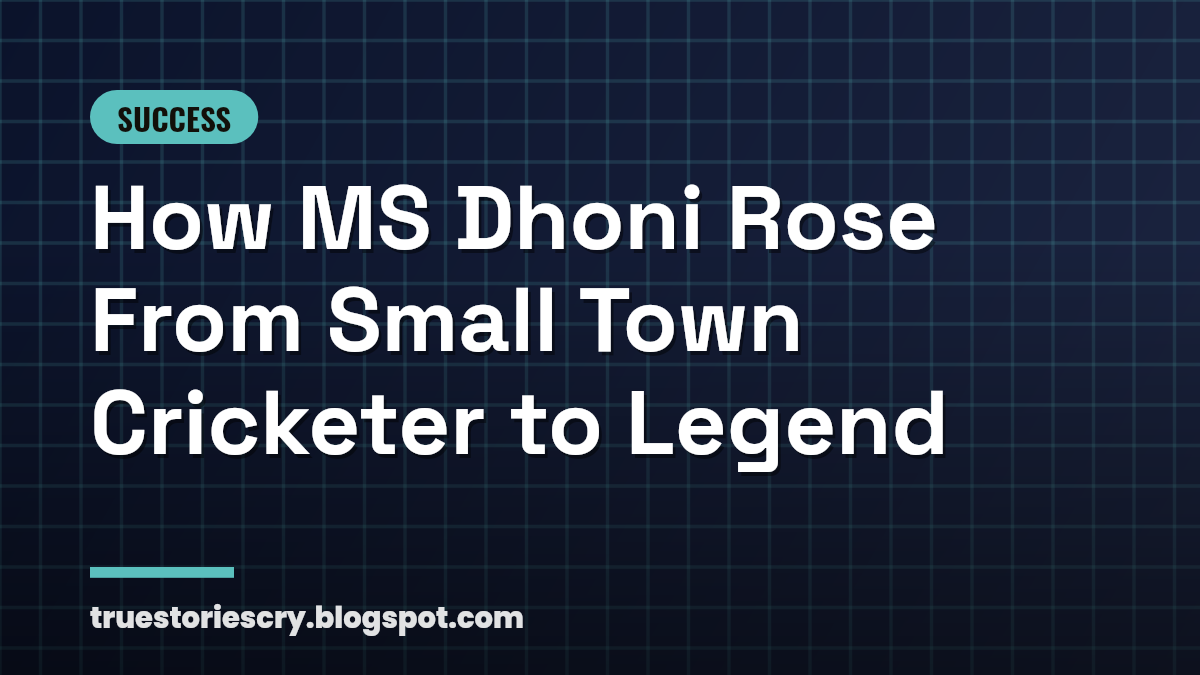 SUCCESS
How MS Dhoni Rose
From Small Town
Cricketer to Legend
truestoriescry.blogspot.com